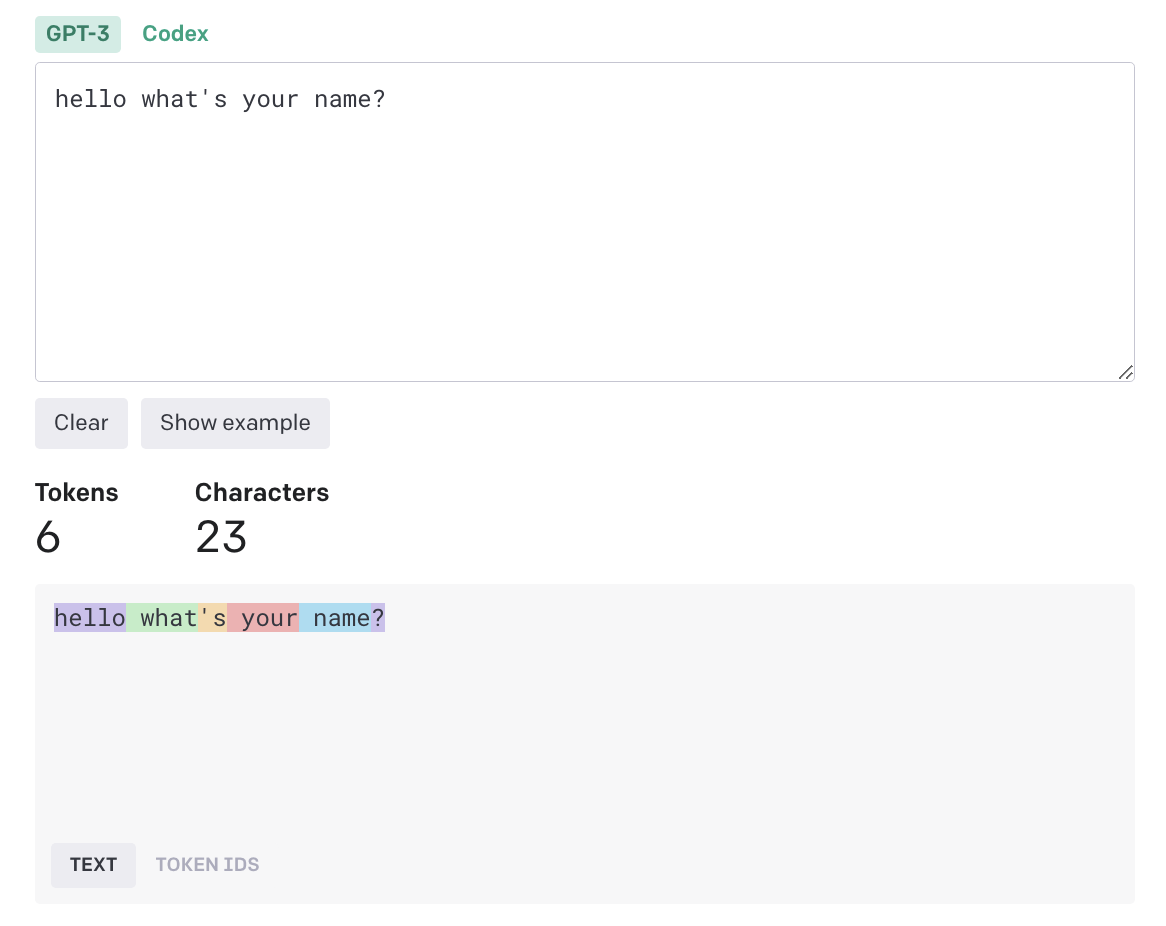 GPT-3 Codex
hello what's your name?
Clear Show example
Tokens Characters
6 23
hello what's your name?
TEXT TOKEN IDS